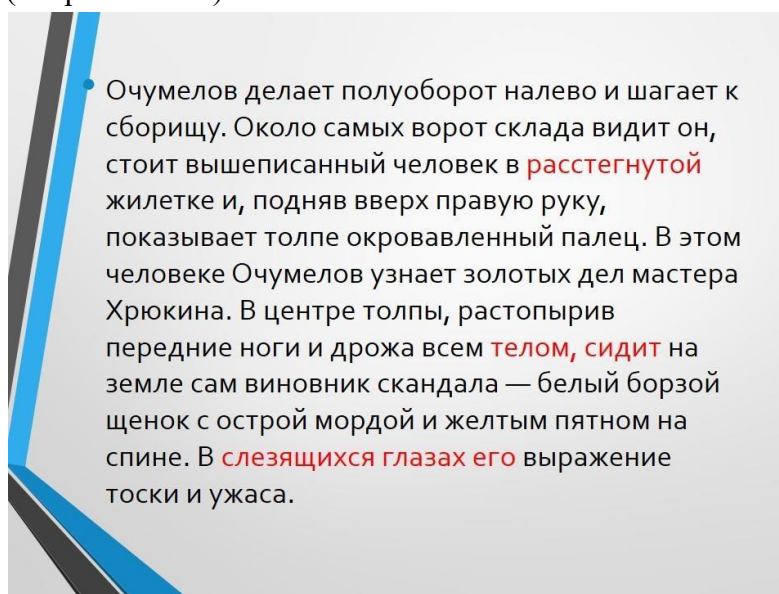 Очумелов делает полуоборот налево и шагает к
сборищу. Около самых ворот склада видит он,
стоит вышеписанный человек в расстегнутой
жилетке и, подняв вверх правую руку,
показывает толпе окровавленный палец. В этом
человеке Очумелов узнает золотых дел мастера
Хрюкина. В центре толпы, растопырив
передние ноги и дрожа всем телом, сидит на
земле сам виновник скандала — белый борзой
щенок с острой мордой и желтым пятном на
спине. В слезящихся глазах его выражение
тоски и ужаса.